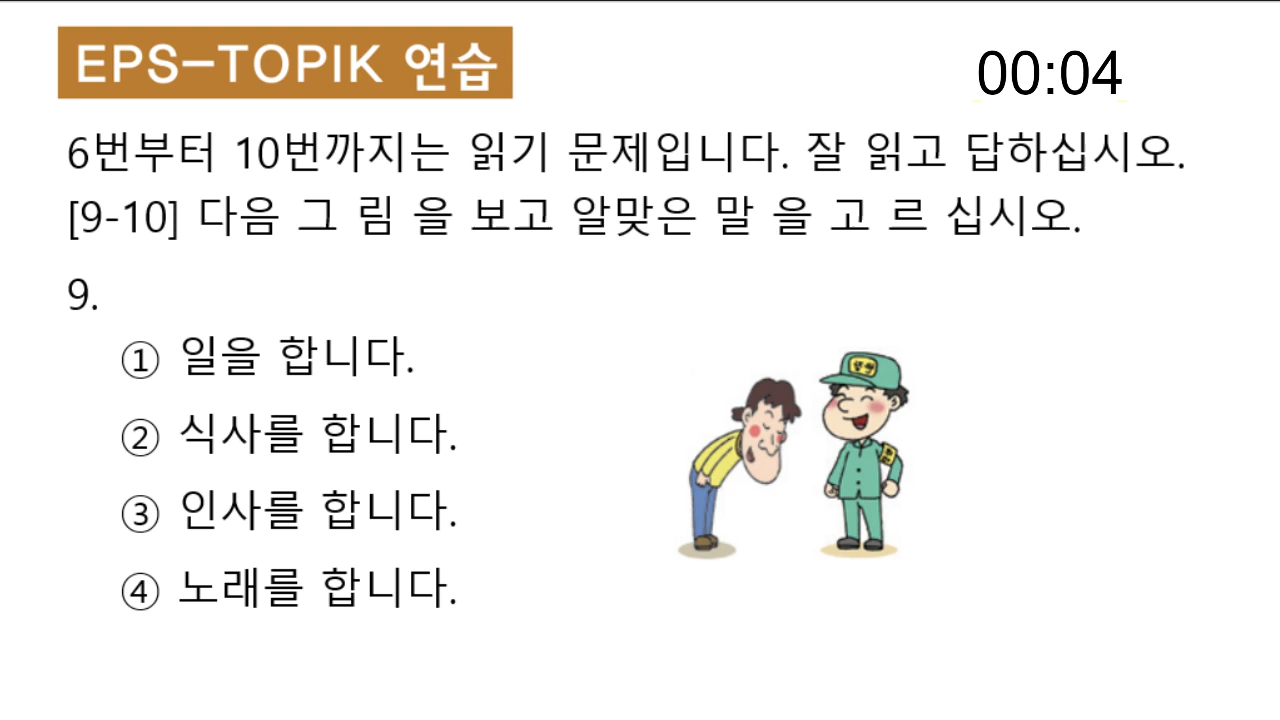 EPS-TOPIK 연습
00:04
6번부터 10번까지는 읽기 문제입니다. 잘 읽고 답하십시오.
[9-10] 다음 그 림 을 보고 알맞은 말 을 고 르 십시오.
9.
① 일을 합니다.
② 식사를 합니다.
③ 인사를 합니다.
④ 노래를 합니다.